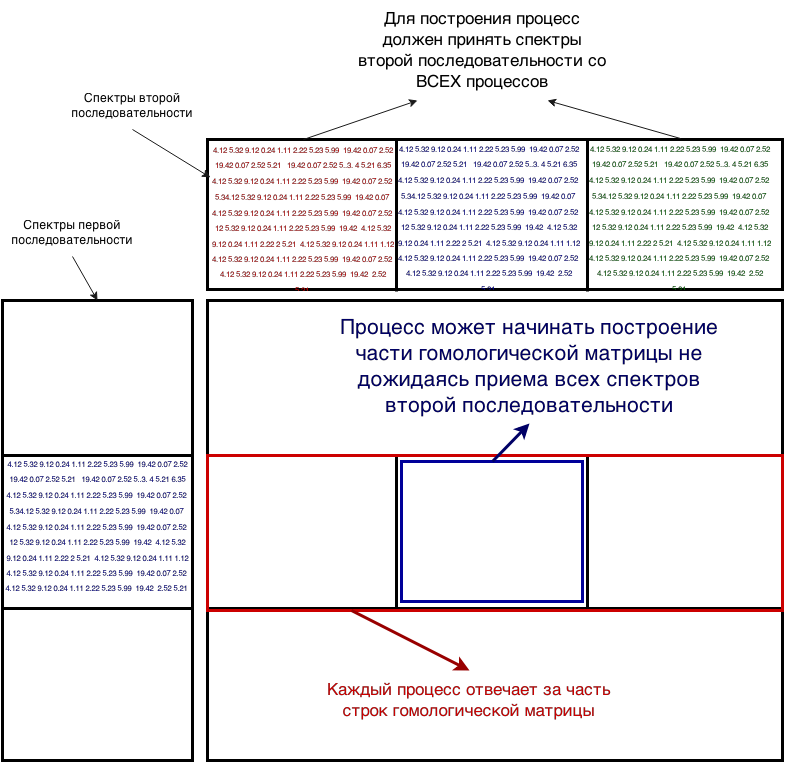 Для построения процесс
должен принять спектры
второй последовательности со
ВСЕХ процессов
Спектры второй
последовательности
4.12 5.32 9.12 0.24 1.11 2.22 5.23 5.99 19.42 0.07 2.52
19.42 0.07 2.52 5.21 19.42 0.07 2.52 5..3. 4 5.21 6.35
4.12 5.32 9.12 0.24 1.11 2.22 5.23 5.99 19.42 0.07 2.52
5.34.12 5.32 9.12 0.24 1.11 2.22 5.23 5.99 19.42 0.07
4.12 5.32 9.12 0.24 1.11 2.22 5.23 5.99 19.42 0.07 2.52
12 5.32 9.12 0.24 1.11 2.22 5.23 5.99 19.42 4.12 5.32
9.12 0.24 1.11 2.22 2 5.21 4.12 5.32 9.12 0.24 1.11 1.12
4.12 5.32 9.12 0.24 1.11 2.22 5.23 5.99 19.42 0.07 2.52
4.12 5.32 9.12 0.24 1.11 2.22 5.23 5.99 19.42 2.52
4.12 5.32 9.12 0.24 1.11 2.22 5.23 5.99 19.42 0.07 2.52
19.42 0.07 2.52 5.21 19.42 0.07 2.52 5..3. 4 5.21 6.35
4.12 5.32 9.12 0.24 1.11 2.22 5.23 5.99 19.42 0.07 2.52
5.34.12 5.32 9.12 0.24 1.11 2.22 5.23 5.99 19.42 0.07
4.12 5.32 9.12 0.24 1.11 2.22 5.23 5.99 19.42 0.07 2.52
12 5.32 9.12 0.24 1.11 2.22 5.23 5.99 19.42 4.12 5.32
9.12 0.24 1.11 2.22 2 5.21 4.12 5.32 9.12 0.24 1.11 1.12
4.12 5.32 9.12 0.24 1.11 2.22 5.23 5.99 19.42 0.07 2.52
4.12 5.32 9.12 0.24 1.11 2.22 5.23 5.99 19.42 2.52
4.12 5.32 9.12 0.24 1.11 2.22 5.23 5.99 19.42 0.07 2.52
19.42 0.07 2.52 5.21 19.42 0.07 2.52 5..3. 4 5.21 6.35
4.12 5.32 9.12 0.24 1.11 2.22 5.23 5.99 19.42 0.07 2.52
5.34.12 5.32 9.12 0.24 1.11 2.22 5.23 5.99 19.42 0.07
4.12 5.32 9.12 0.24 1.11 2.22 5.23 5.99 19.42 0.07 2.52
12 5.32 9.12 0.24 1.11 2.22 5.23 5.99 19.42 4.12 5.32
9.12 0.24 1.11 2.22 2 5.21 4.12 5.32 9.12 0.24 1.11 1.12
4.12 5.32 9.12 0.24 1.11 2.22 5.23 5.99 19.42 0.07 2.52
4.12 5.32 9.12 0.24 1.11 2.22 5.23 5.99 19.42 2.52
Спектры первой
последовательности
Процесс может начинать построение
части гомологической матрицы не
дожидаясь приема всех спектров
второй последовательности
4.12 5.32 9.12 0.24 1.11 2.22 5.23 5.99 19.42 0.07 2.52
19.42 0.07 2.52 5.21 19.42 0.07 2.52 5..3. 4 5.21 6.35
4.12 5.32 9.12 0.24 1.11 2.22 5.23 5.99 19.42 0.07 2.52
5.34.12 5.32 9.12 0.24 1.11 2.22 5.23 5.99 19.42 0.07
4.12 5.32 9.12 0.24 1.11 2.22 5.23 5.99 19.42 0.07 2.52
12 5.32 9.12 0.24 1.11 2.22 5.23 5.99 19.42 4.12 5.32
9.12 0.24 1.11 2.22 2 5.21 4.12 5.32 9.12 0.24 1.11 1.12
4.12 5.32 9.12 0.24 1.11 2.22 5.23 5.99 19.42 0.07 2.52
4.12 5.32 9.12 0.24 1.11 2.22 5.23 5.99 19.42 2.52 5.21
Каждый процесс отвечает за часть
строк гомологической матрицы